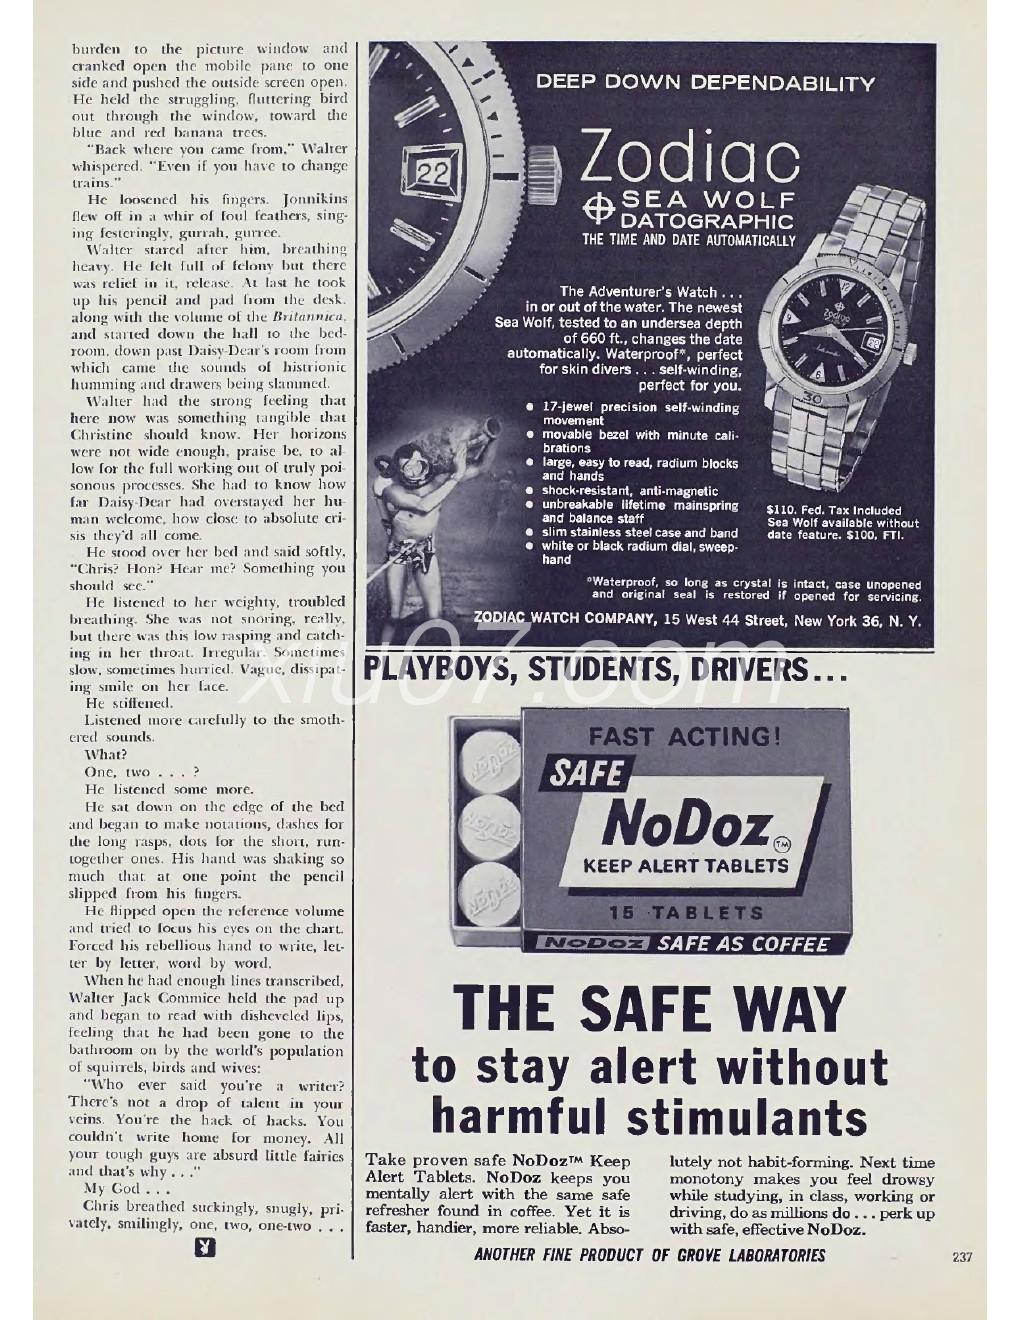 burden to the picture window and
cranked open the mobile pane to one
side and pushed the outside screen open.
He held the struggling, fluttering bird
out through the window, toward the
blue and red banana trees.
"Back where you came from," Walter
whispered. "Even if you have to change
trains."
He loosened his fingers. Jonnikins
flew off in a whir of foul feathers, sing-
ing festeringly, gurrah, gurree.
Walter stared after him, breathing
heavy. He felt full of felony but there
was relief in it, release. At last he took
up his pencil and pad from the desk,
along with the volume of the Britannica,
and started down the hall to the bed-
room, down past Daisy-Dear's room from
which came the sounds of histrionic
humming and drawers being slammed.
Walter had the strong feeling that
here now was something tangible that
Christine should know. Her horizons
were not wide enough, praise be, to al-
low for the full working out of truly poi-
sonous processes. She had to know how
far Daisy-Dear had overstayed her hu-
man welcome, how close to absolute cri-
sis they'd all come.
He stood over her bed and said softly,
"Chris? Hon? Hear me? Something you
should see."
He listened to her weighty, troubled
breathing. She was not snoring, really,
but there was this low rasping and catch-
ing in her throat. Irregular. Sometimes
slow, sometimes hurried. Vague, dissipat-
ing smile on her face.
He stiffened.
Listened more carefully to the smoth-
ered sounds.
What?
One, two . . . ?
He listened some more.
He sat down on the edge of the bed
and began to make notations, dashes for
the long rasps, dots for the short, run-
together ones. His hand was shaking so
much that at one point the pencil
slipped from his fingers.
He flipped open the reference volume
and tried to focus his eyes on the chart.
Forced his rebellious hand to write, let-
ter by letter, word by word.
When he had enough lines transcribed,
Walter Jack Commice held the pad up
and began to read with disheveled lips,
feeling that he had been gone to the
bathroom on by the world's population
of squirrels, birds and wives:
"Who ever said you're a writer?
There's not a drop of talent in your
veins. You're the hack of hacks. You
couldn't write home for money. All
your tough guys are absurd little fairies
and that's why . . ."
My God . . .
Chris breathed suckingly, snugly, pri-
vately, smilingly, one, two, one-two . . .
22
DEEP DOWN DEPENDABILITY
Zodiac
SEA WOLF
DATOGRAPHIC
THE TIME AND DATE AUTOMATICALLY
The Adventurer's Watch . . .
in or out of the water. The newest
Sea Wolf, tested to an undersea depth
of 660 ft., changes the date
automatically. Waterproof*, perfect
for skin divers . . . self-winding,
perfect for you.
• 17-jewel precision self-winding
movement
• movable bezel with minute cali-
brations
• large, easy to read, radium blocks
and hands
• shock-resistant, anti-magnetic
• unbreakable lifetime mainspring
and balance staff
• slim stainless steel case and band
• white or black radium dial, sweep-
hand
12
Zodiac
9
22
6
30
$110. Fed. Tax Included
Sea Wolf available without
date feature. $100, FTI.
*Waterproof, so long as crystal is intact, case unopened
and original seal is restored if opened for servicing.
ZODIAC WATCH COMPANY, 15 West 44 Street, New York 36, N. Y.
xiu07.com
PLAYBOYS, STUDENTS, DRIVERS...
NoDoz
NoDoz
NoDoz
FAST ACTING!
SAFE
NoDoz TM
KEEP ALERT TABLETS
15 TABLETS
NoDoz SAFE AS COFFEE
THE SAFE WAY
to stay alert without
harmful stimulants
Take proven safe NoDoz™ Keep
Alert Tablets. NoDoz keeps you
mentally alert with the same safe
refresher found in coffee. Yet it is
faster, handier, more reliable. Abso-
lutely not habit-forming. Next time
monotony makes you feel drowsy
while studying, in class, working or
driving, do as millions do . . . perk up
with safe, effective NoDoz.
ANOTHER FINE PRODUCT OF GROVE LABORATORIES
237